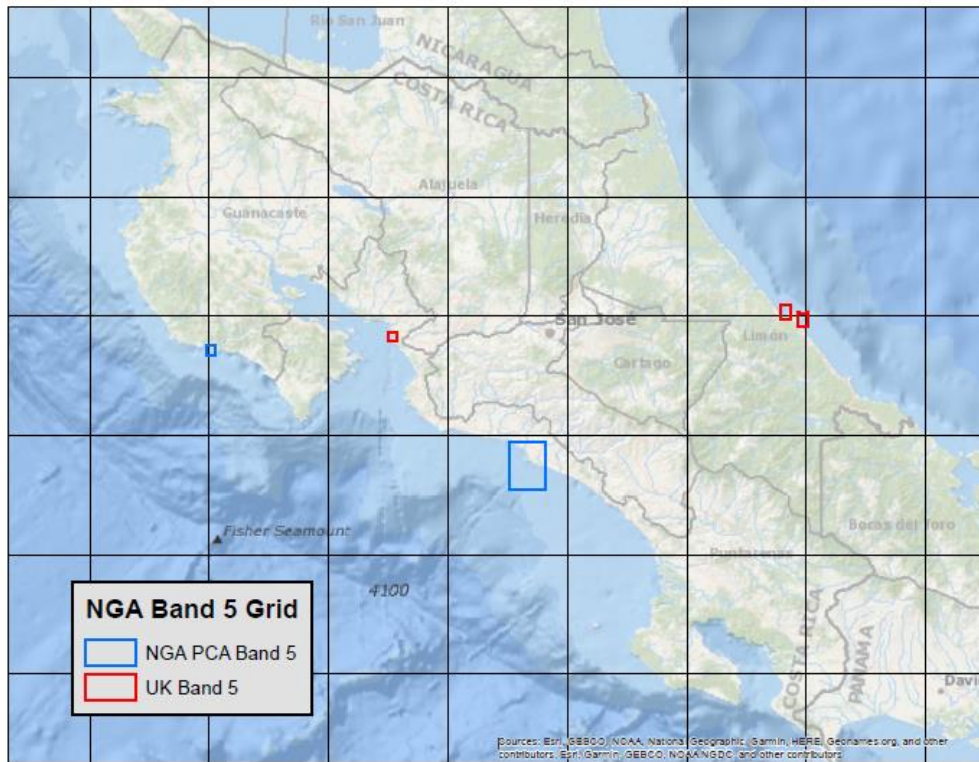 Río San Juan
NICARAGUA
COSTA RICA
Alajuela
Guanacaste
Heredia
San José
Limón
Cartago
Fisher Seamount
Bocas del Toro
Puntarenas
4100
NGA Band 5 Grid
NGA PCA Band 5
UK Band 5
COSTA RICA
PANAMA
Davi
Sources: Esri, GEBCO, NOAA, National Geographic, Garmin, HERE, Geonames.org, and other
contributors, Esri, Garmin, GEBCO, NOAA NGDC, and other contributors